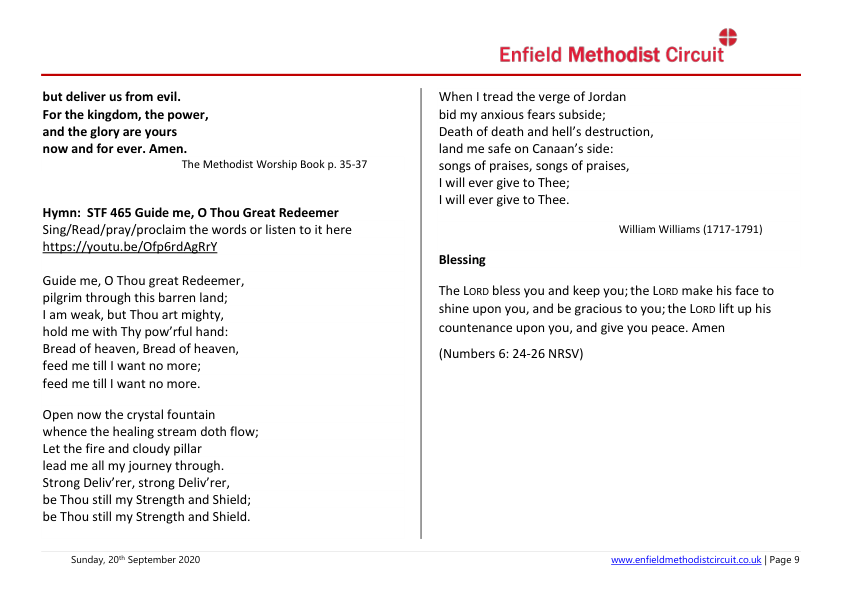 Enfield Methodist Circuit
but deliver us from evil.
For the kingdom, the power,
and the glory are yours
now and for ever. Amen.
The Methodist Worship Book p. 35-37
Hymn:  STF 465 Guide me, O Thou Great Redeemer
Sing/Read/pray/proclaim the words or listen to it here
https://youtu.be/Ofp6rdAgRrY
Guide me, O Thou great Redeemer,
pilgrim through this barren land;
I am weak, but Thou art mighty,
hold me with Thy pow’rful hand:
Bread of heaven, Bread of heaven,
feed me till I want no more;
feed me till I want no more.
Open now the crystal fountain
whence the healing stream doth flow;
Let the fire and cloudy pillar
lead me all my journey through.
Strong Deliv’rer, strong Deliv’rer,
be Thou still my Strength and Shield;
be Thou still my Strength and Shield.
When I tread the verge of Jordan
bid my anxious fears subside;
Death of death and hell’s destruction,
land me safe on Canaan’s side:
songs of praises, songs of praises,
I will ever give to Thee;
I will ever give to Thee.
William Williams (1717-1791)
Blessing
The LORD bless you and keep you; the LORD make his face to
shine upon you, and be gracious to you; the LORD lift up his
countenance upon you, and give you peace. Amen
(Numbers 6: 24-26 NRSV)
Sunday, 20th September 2020
www.enfieldmethodistcircuit.co.uk | Page 9